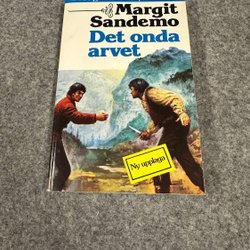 Margit
Sandemo
Det onda
arvet
Ny upplaga